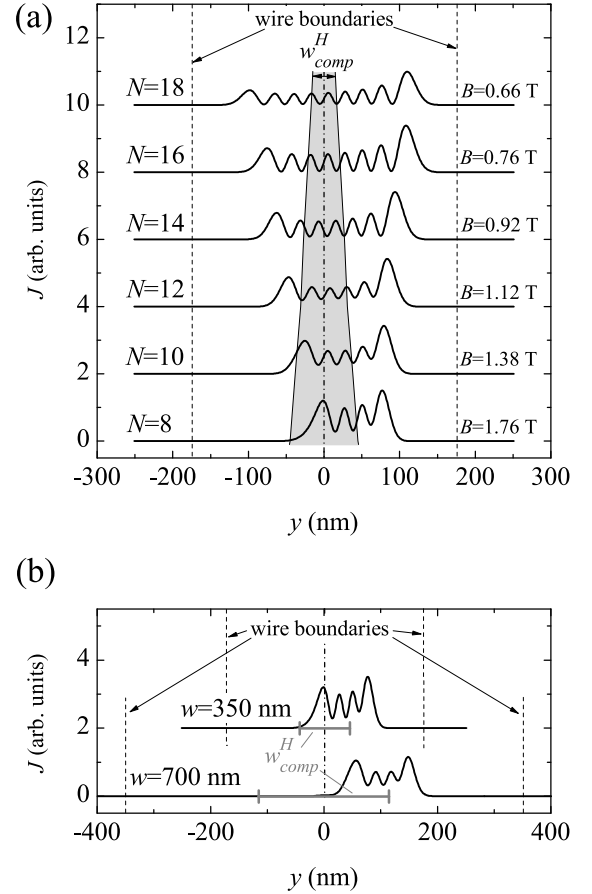 (a)
wire boundaries
w^H_comp
N=18
B=0.66 T
N=16
B=0.76 T
N=14
B=0.92 T
N=12
B=1.12 T
N=10
B=1.38 T
N=8
B=1.76 T
12
10
8
6
4
2
0
J (arb. units)
-300 -200 -100 0 100 200 300
y (nm)
(b)
wire boundaries
w=350 nm
w^H_comp
w=700 nm
4
2
0
J (arb. units)
-400 -200 0 200 400
y (nm)